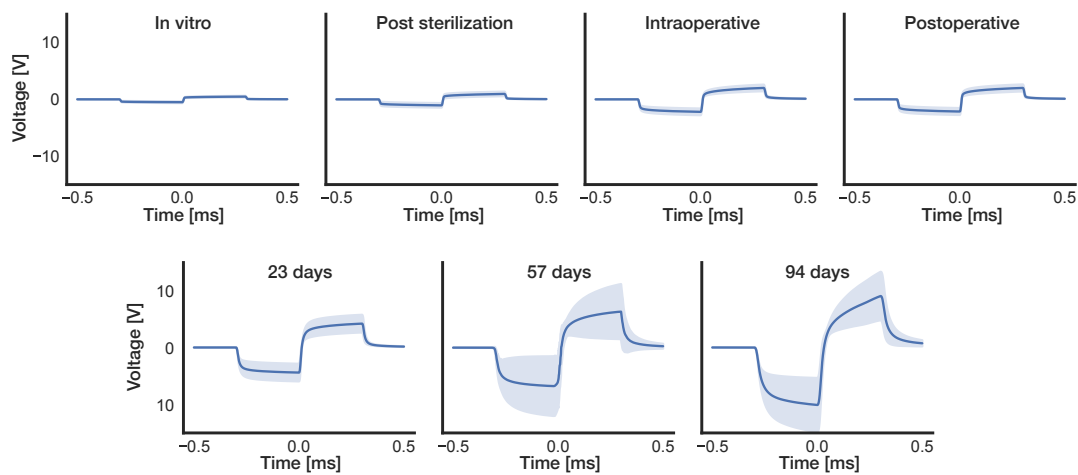 In vitro
Post sterilization
Intraoperative
Postoperative
Voltage [V]
10
0
−10
−0.5 0.0 0.5
Time [ms]
−0.5 0.0 0.5
Time [ms]
−0.5 0.0 0.5
Time [ms]
−0.5 0.0 0.5
Time [ms]
23 days
57 days
94 days
Voltage [V]
10
0
10
−0.5 0.0 0.5
Time [ms]
−0.5 0.0 0.5
Time [ms]
−0.5 0.0 0.5
Time [ms]